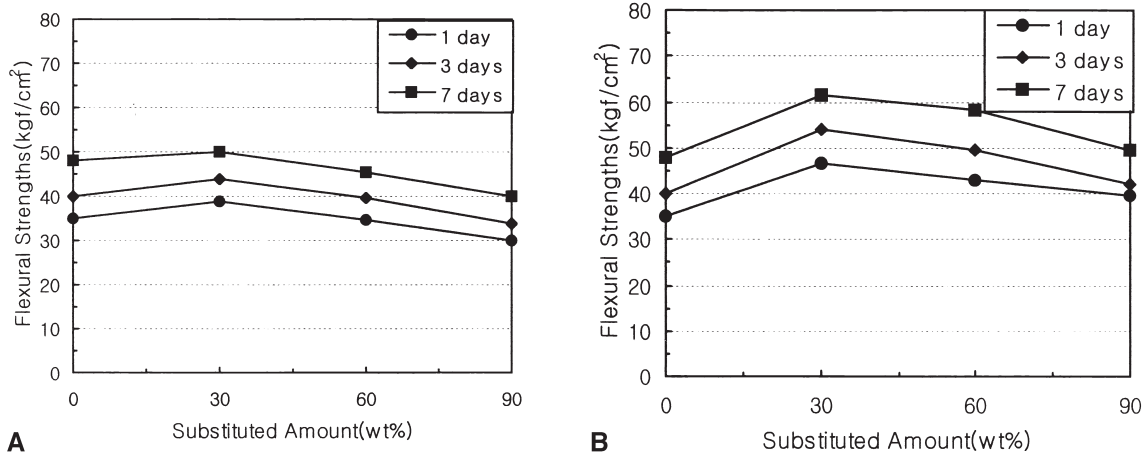 80
70
60
50
40
30
20
10
0
Flexural Strengths(kgf/cm²)
1 day
3 days
7 days
0 30 60 90
Substituted Amount(wt%)
A
80
70
60
50
40
30
20
10
0
Flexural Strengths(kgf/cm²)
1 day
3 days
7 days
0 30 60 90
Substituted Amount(wt%)
B